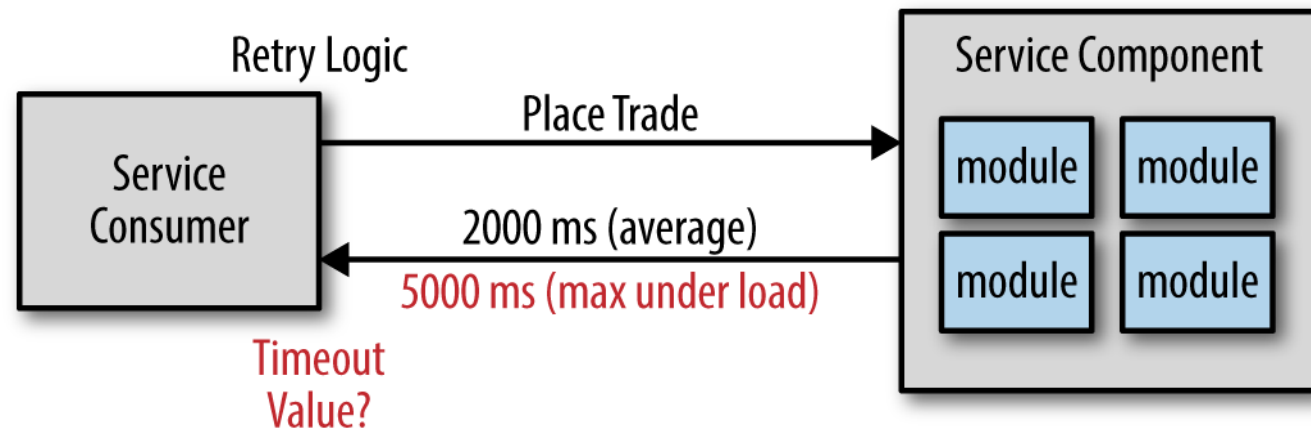 Retry Logic
Service Component
Place Trade
Service
Consumer
module
module
2000 ms (average)
5000 ms (max under load)
module
module
Timeout
Value?